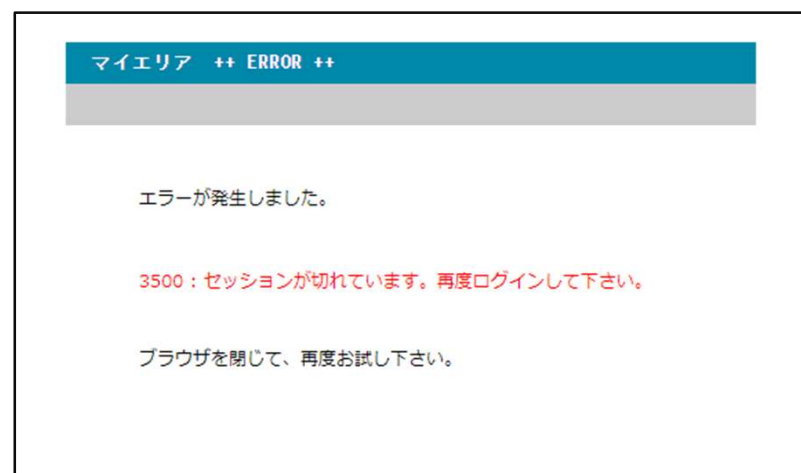 マイエリア ++ ERROR ++
エラーが発生しました。
3500：セッションが切れています。再度ログインして下さい。
ブラウザを閉じて、再度お試し下さい。